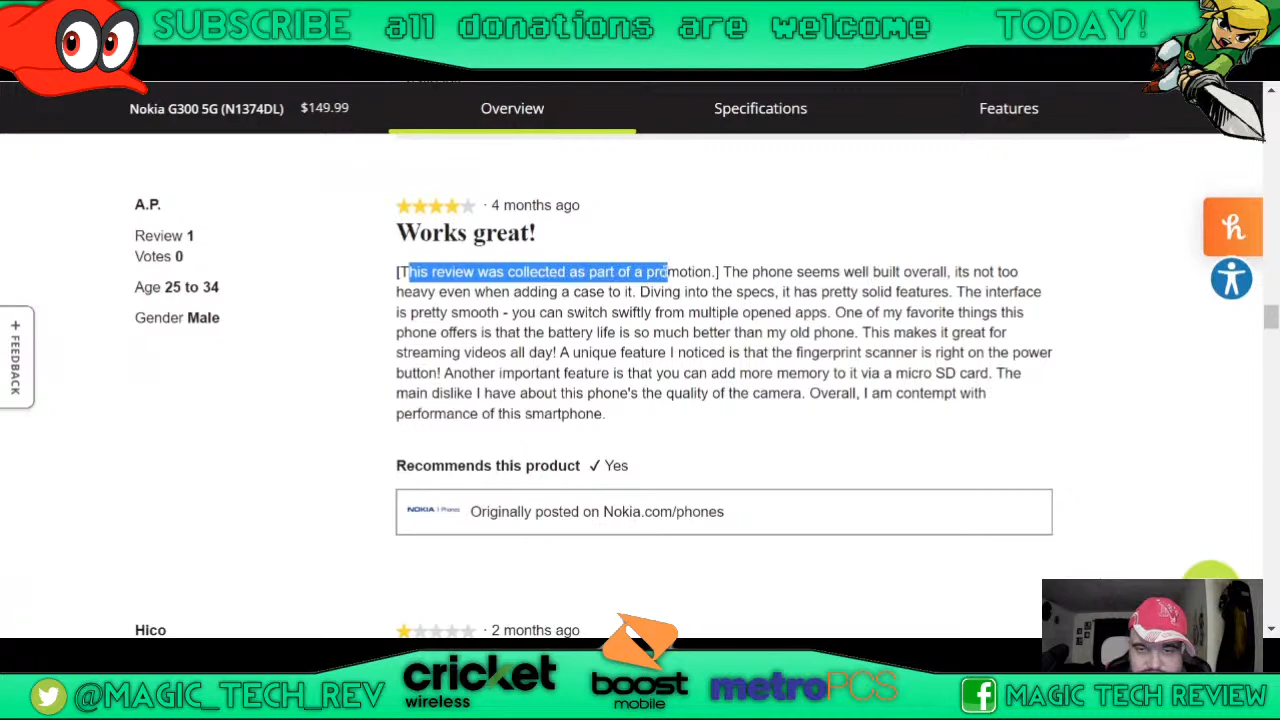 SUBSCRIBE all donations are welcome TODAY!
Nokia G300 5G (N1374DL) $149.99 Overview Specifications Features
A.P. · 4 months ago
Works great!
Review 1
Votes 0
Age 25 to 34
Gender Male
[This review was collected as part of a promotion.] The phone seems well built overall, its not too
heavy even when adding a case to it. Diving into the specs, it has pretty solid features. The interface
is pretty smooth - you can switch swiftly from multiple opened apps. One of my favorite things this
phone offers is that the battery life is so much better than my old phone. This makes it great for
streaming videos all day! A unique feature I noticed is that the fingerprint scanner is right on the power
button! Another important feature is that you can add more memory to it via a micro SD card. The
main dislike I have about this phone's the quality of the camera. Overall, I am contempt with
performance of this smartphone.
Recommends this product ✓ Yes
NOKIA | Phones Originally posted on Nokia.com/phones
+ FEEDBACK
h
Hico · 2 months ago
@MAGIC_TECH_REV
cricket
wireless
boost
mobile
metroPCS
f MAGIC TECH REVIEW